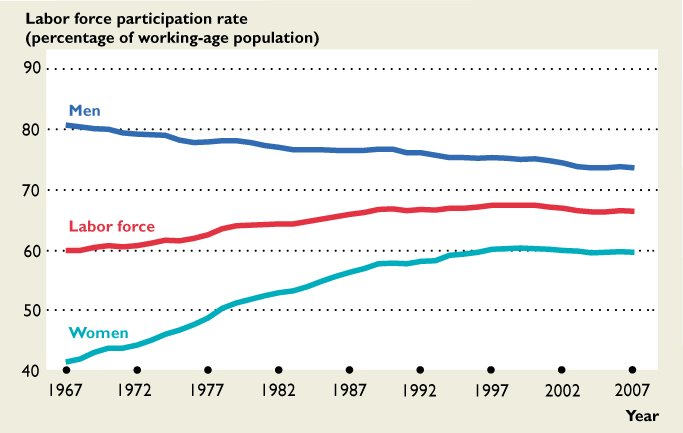 Labor force participation rate
(percentage of working-age population)
90
Men
80
70
Labor force
60
50
Women
40
1967 1972 1977 1982 1987 1992 1997 2002 2007
Year